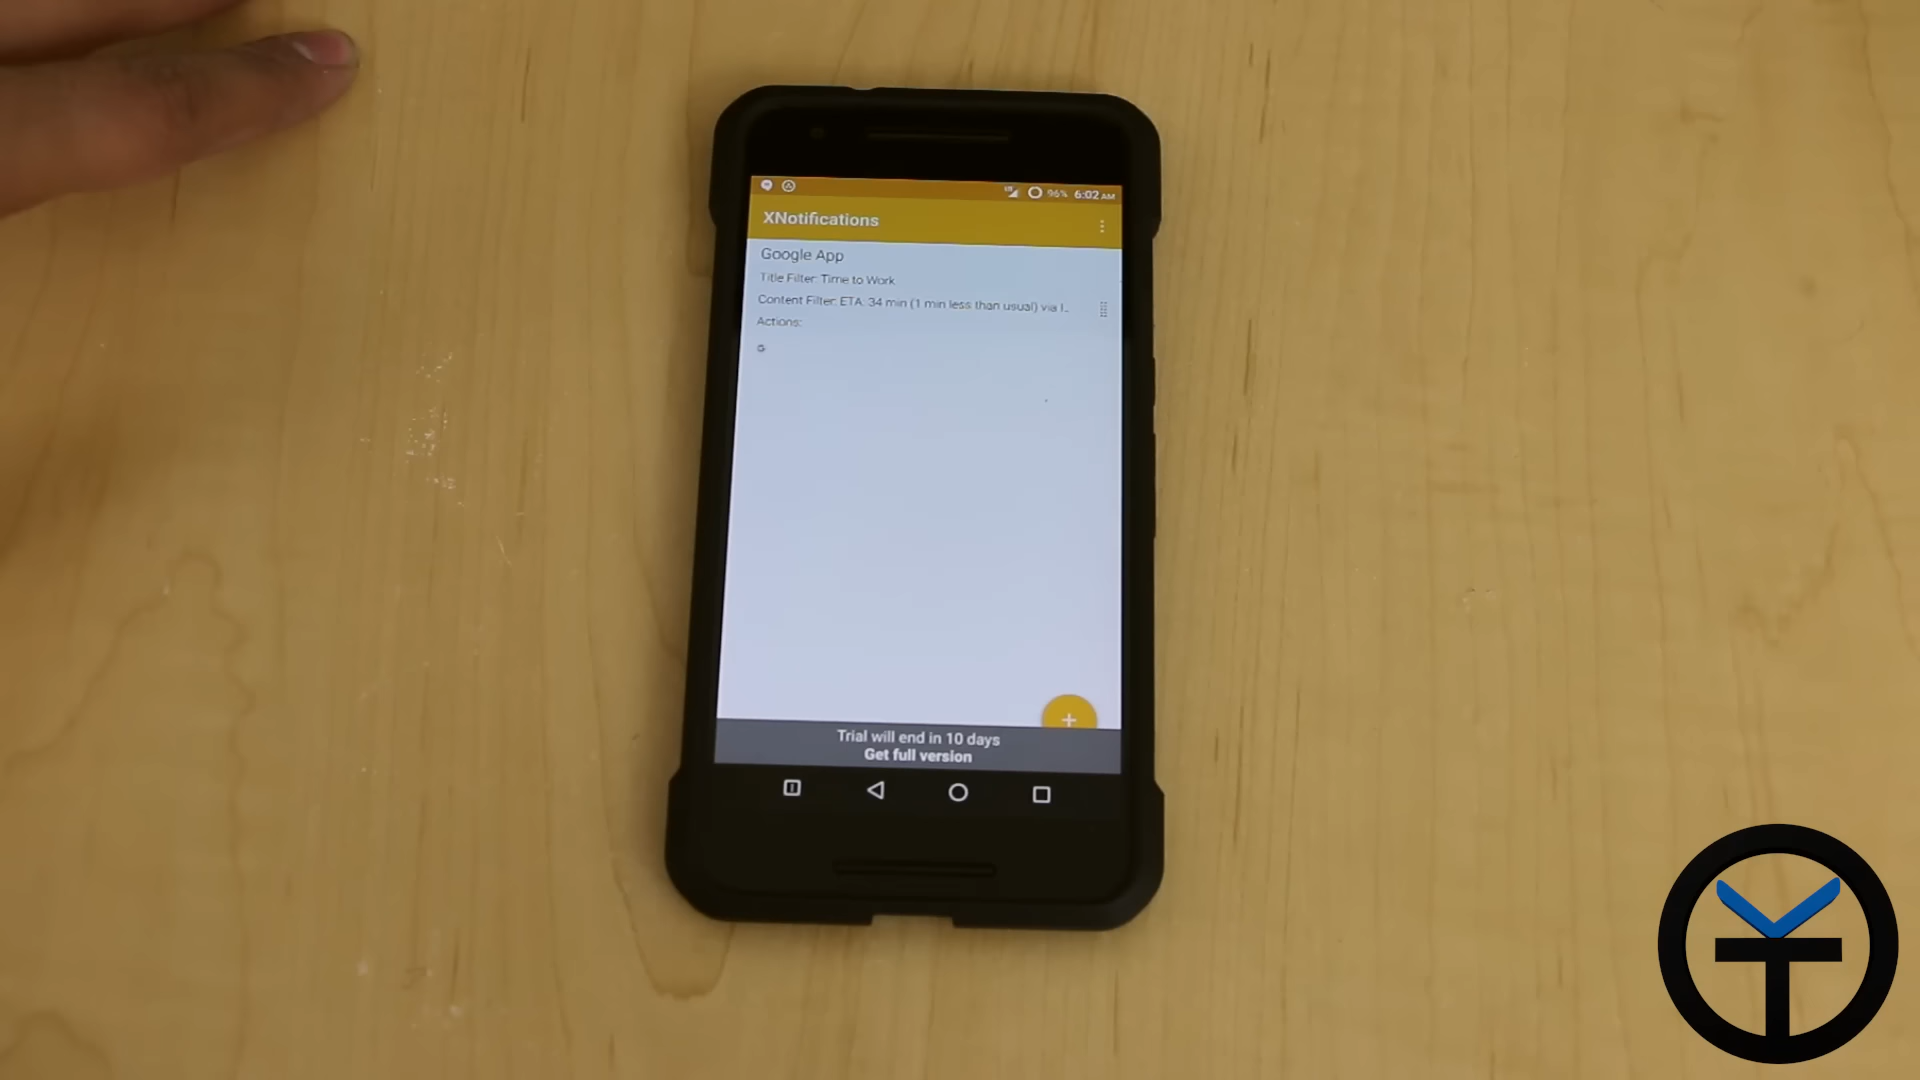 96% 6:02 AM
XNotifications
Google App
Title Filter: Time to Work
Content Filter: ETA: 34 min (1 min less than usual) via I..
Actions:
Trial will end in 10 days
Get full version